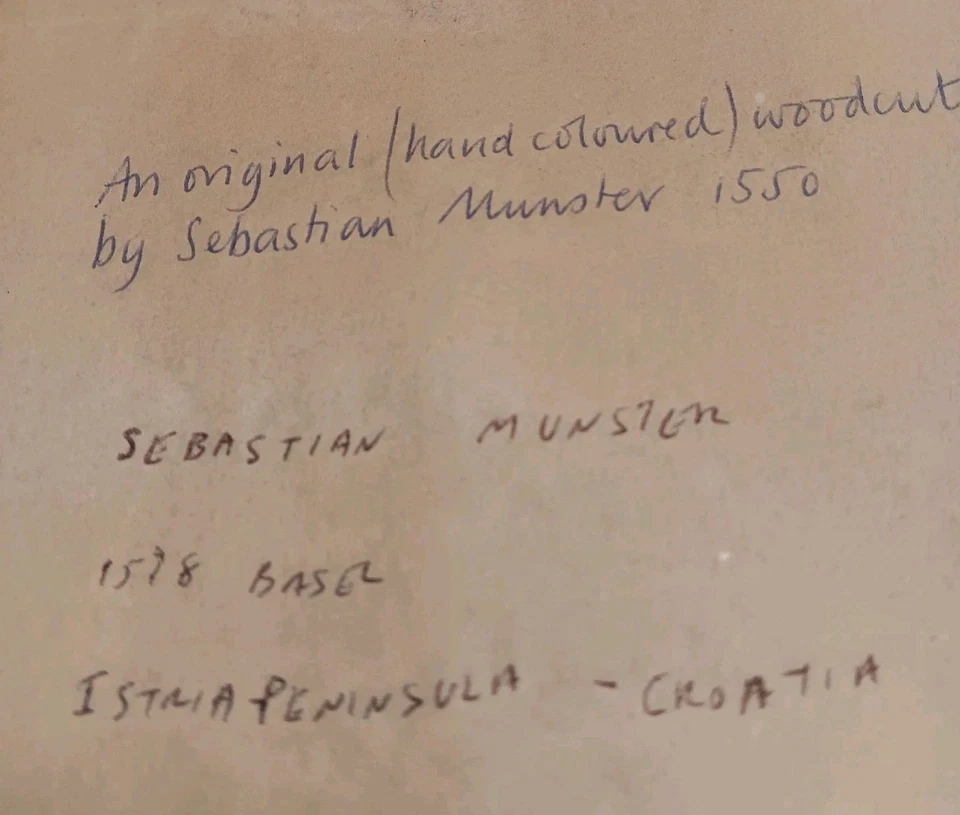 An original (hand coloured) woodcut
by Sebastian Munster 1550
SEBASTIAN MUNSTER
1578 BASEL
ISTRIA PENINSULA - CROATIA